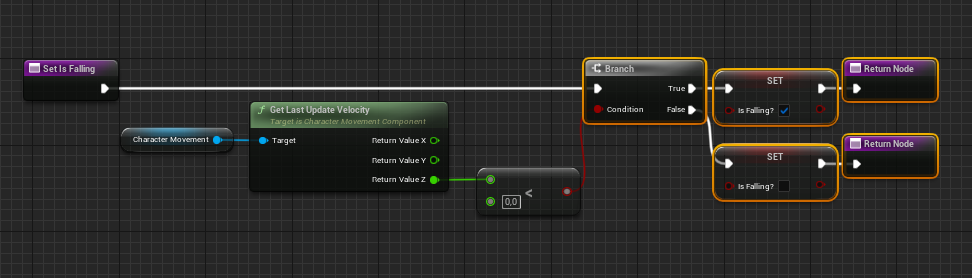 Set Is Falling
Character Movement
Get Last Update Velocity
Target is Character Movement Component
Target
Return Value X
Return Value Y
Return Value Z
0,0
<
Branch
True
Condition
False
SET
Is Falling?
Return Node
SET
Is Falling?
Return Node